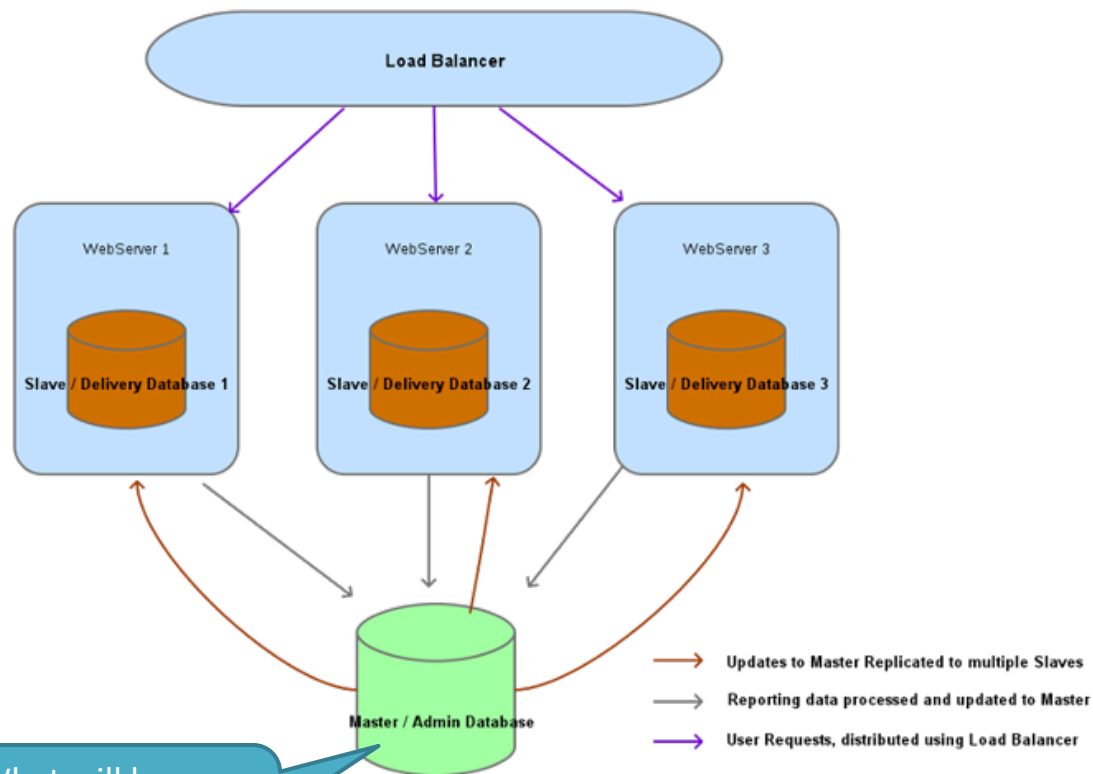 Load Balancer
WebServer 1
WebServer 2
WebServer 3
Slave / Delivery Database 1
Slave / Delivery Database 2
Slave / Delivery Database 3
Master / Admin Database
Updates to Master Replicated to multiple Slaves
Reporting data processed and updated to Master
User Requests, distributed using Load Balancer